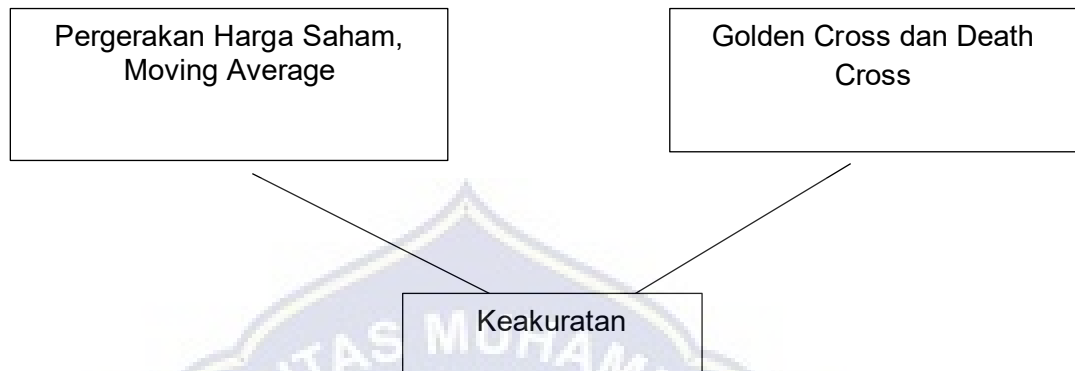 Pergerakan Harga Saham,
Moving Average
Golden Cross dan Death
Cross
Keakuratan